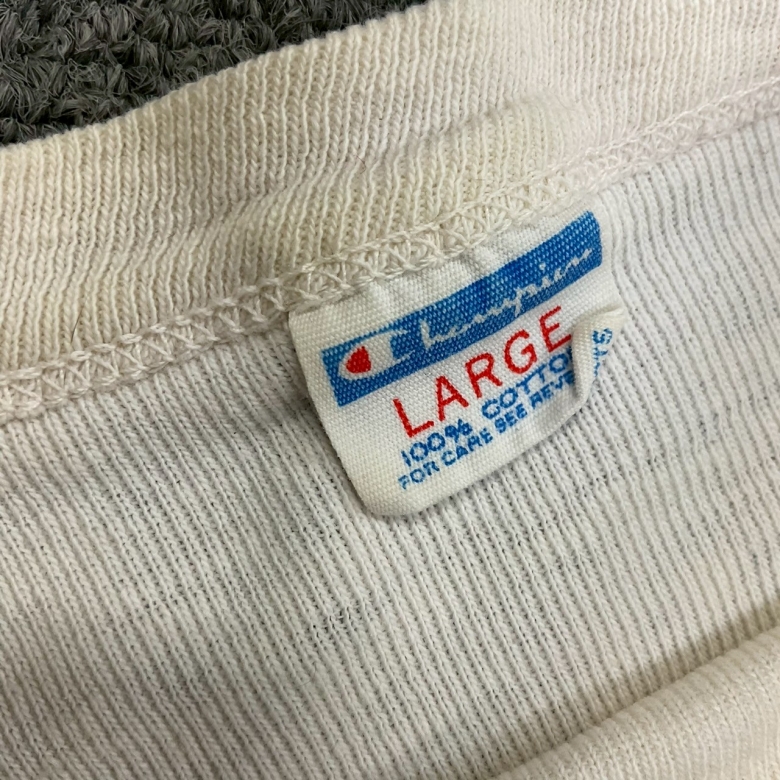 Champion
LARGE
100% COTTON
FOR CARE SEE REVERSE